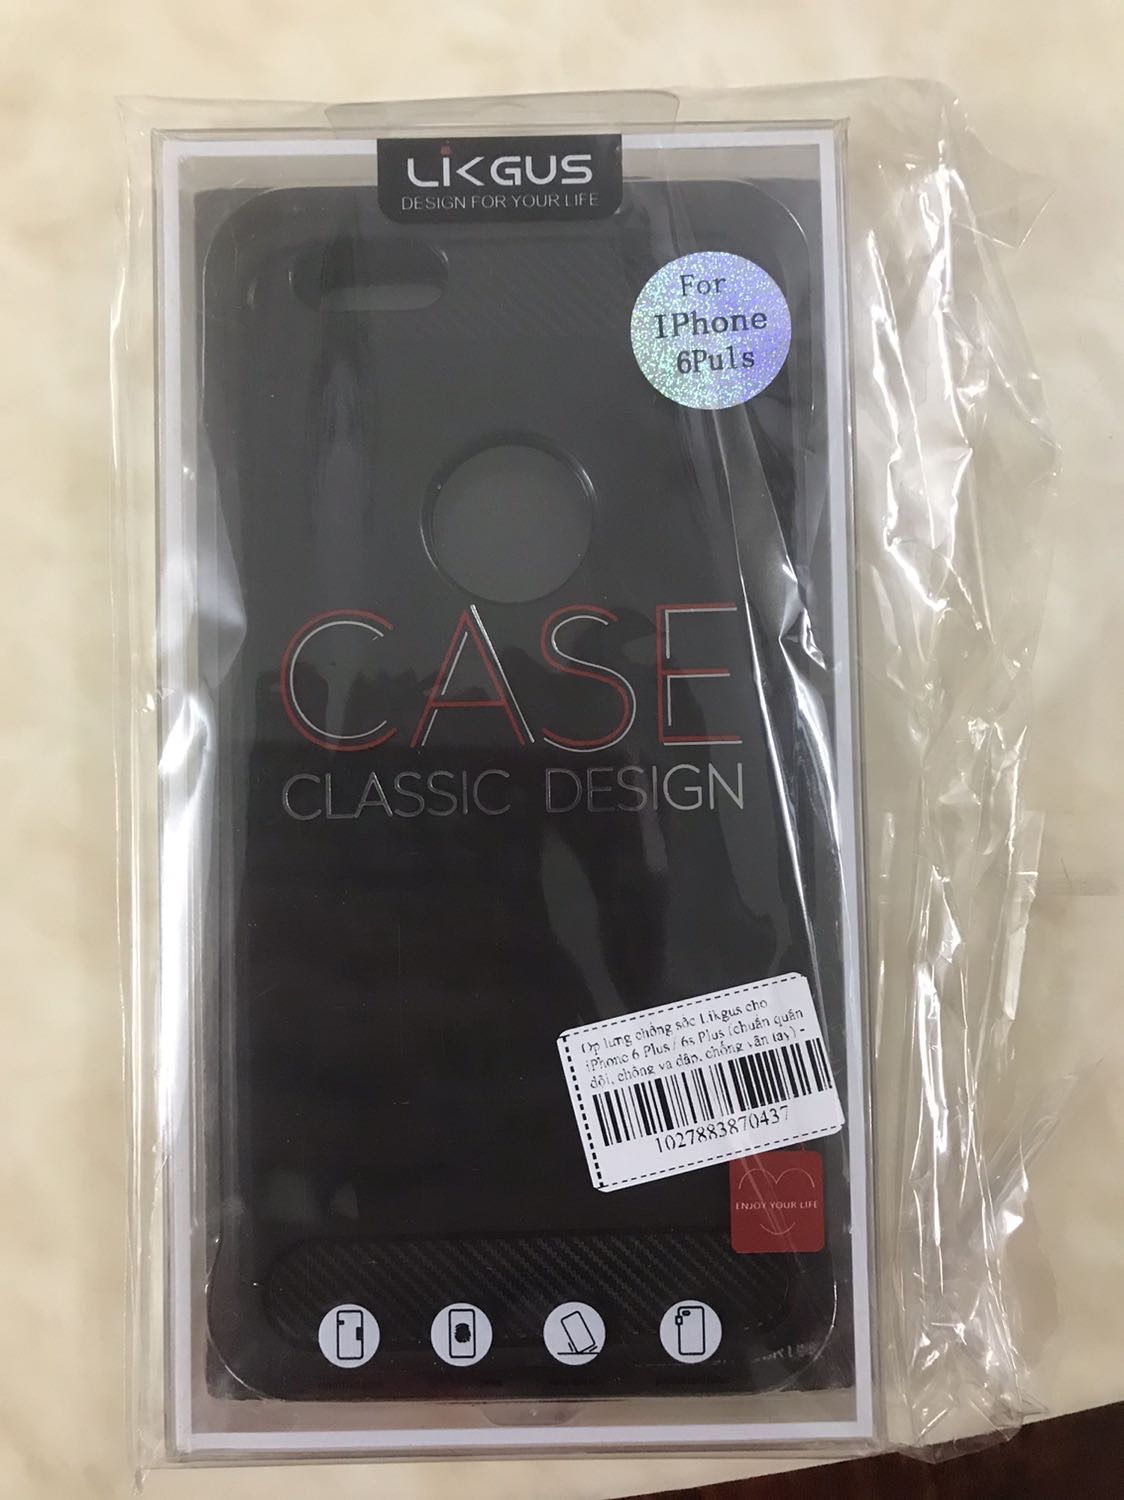 LIKGUS
DESIGN FOR YOUR LIFE
For
IPhone
6Puls
CASE
CLASSIC DESIGN
Ốp lưng chống sốc Likgus cho
iPhone 6 Plus / 6s Plus (chuẩn quân
đội, chống va đập, chống vân tay) -
1027883870437
ENJOY YOUR LIFE